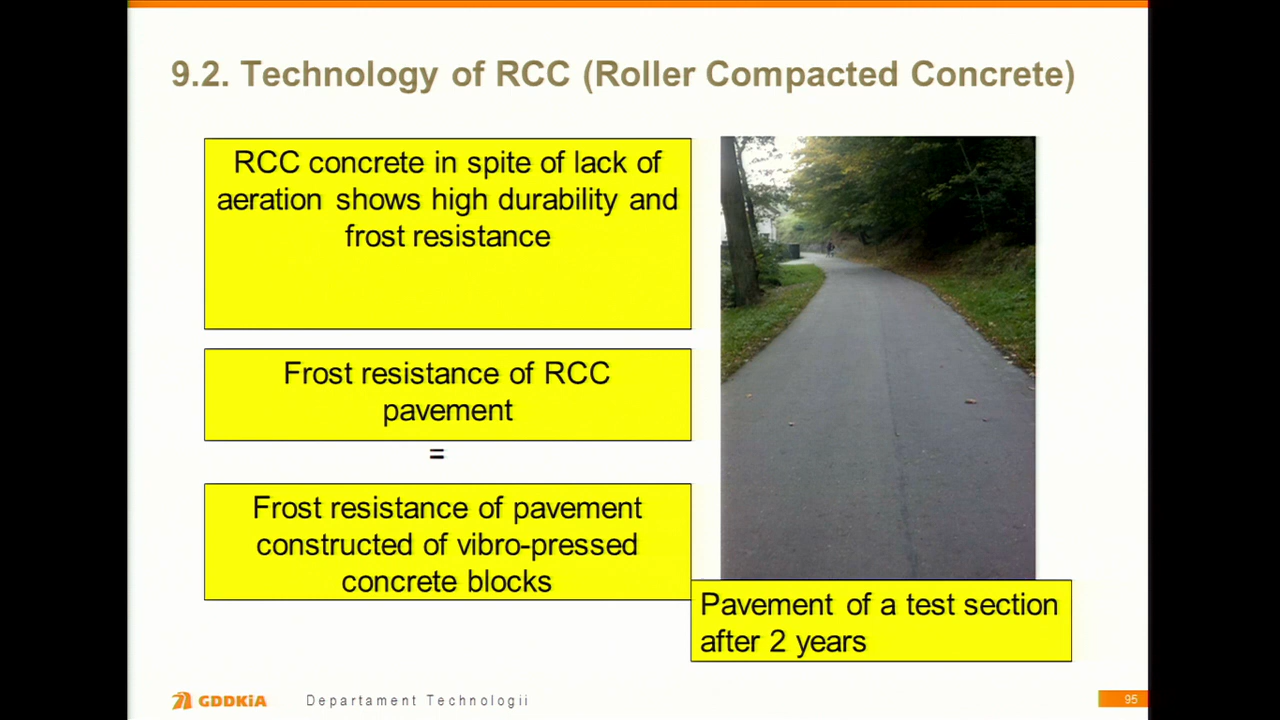 9.2. Technology of RCC (Roller Compacted Concrete)
RCC concrete in spite of lack of
aeration shows high durability and
frost resistance
Frost resistance of RCC
pavement
=
Frost resistance of pavement
constructed of vibro-pressed
concrete blocks
Pavement of a test section
after 2 years
GDDKiA Departament Technologii
95